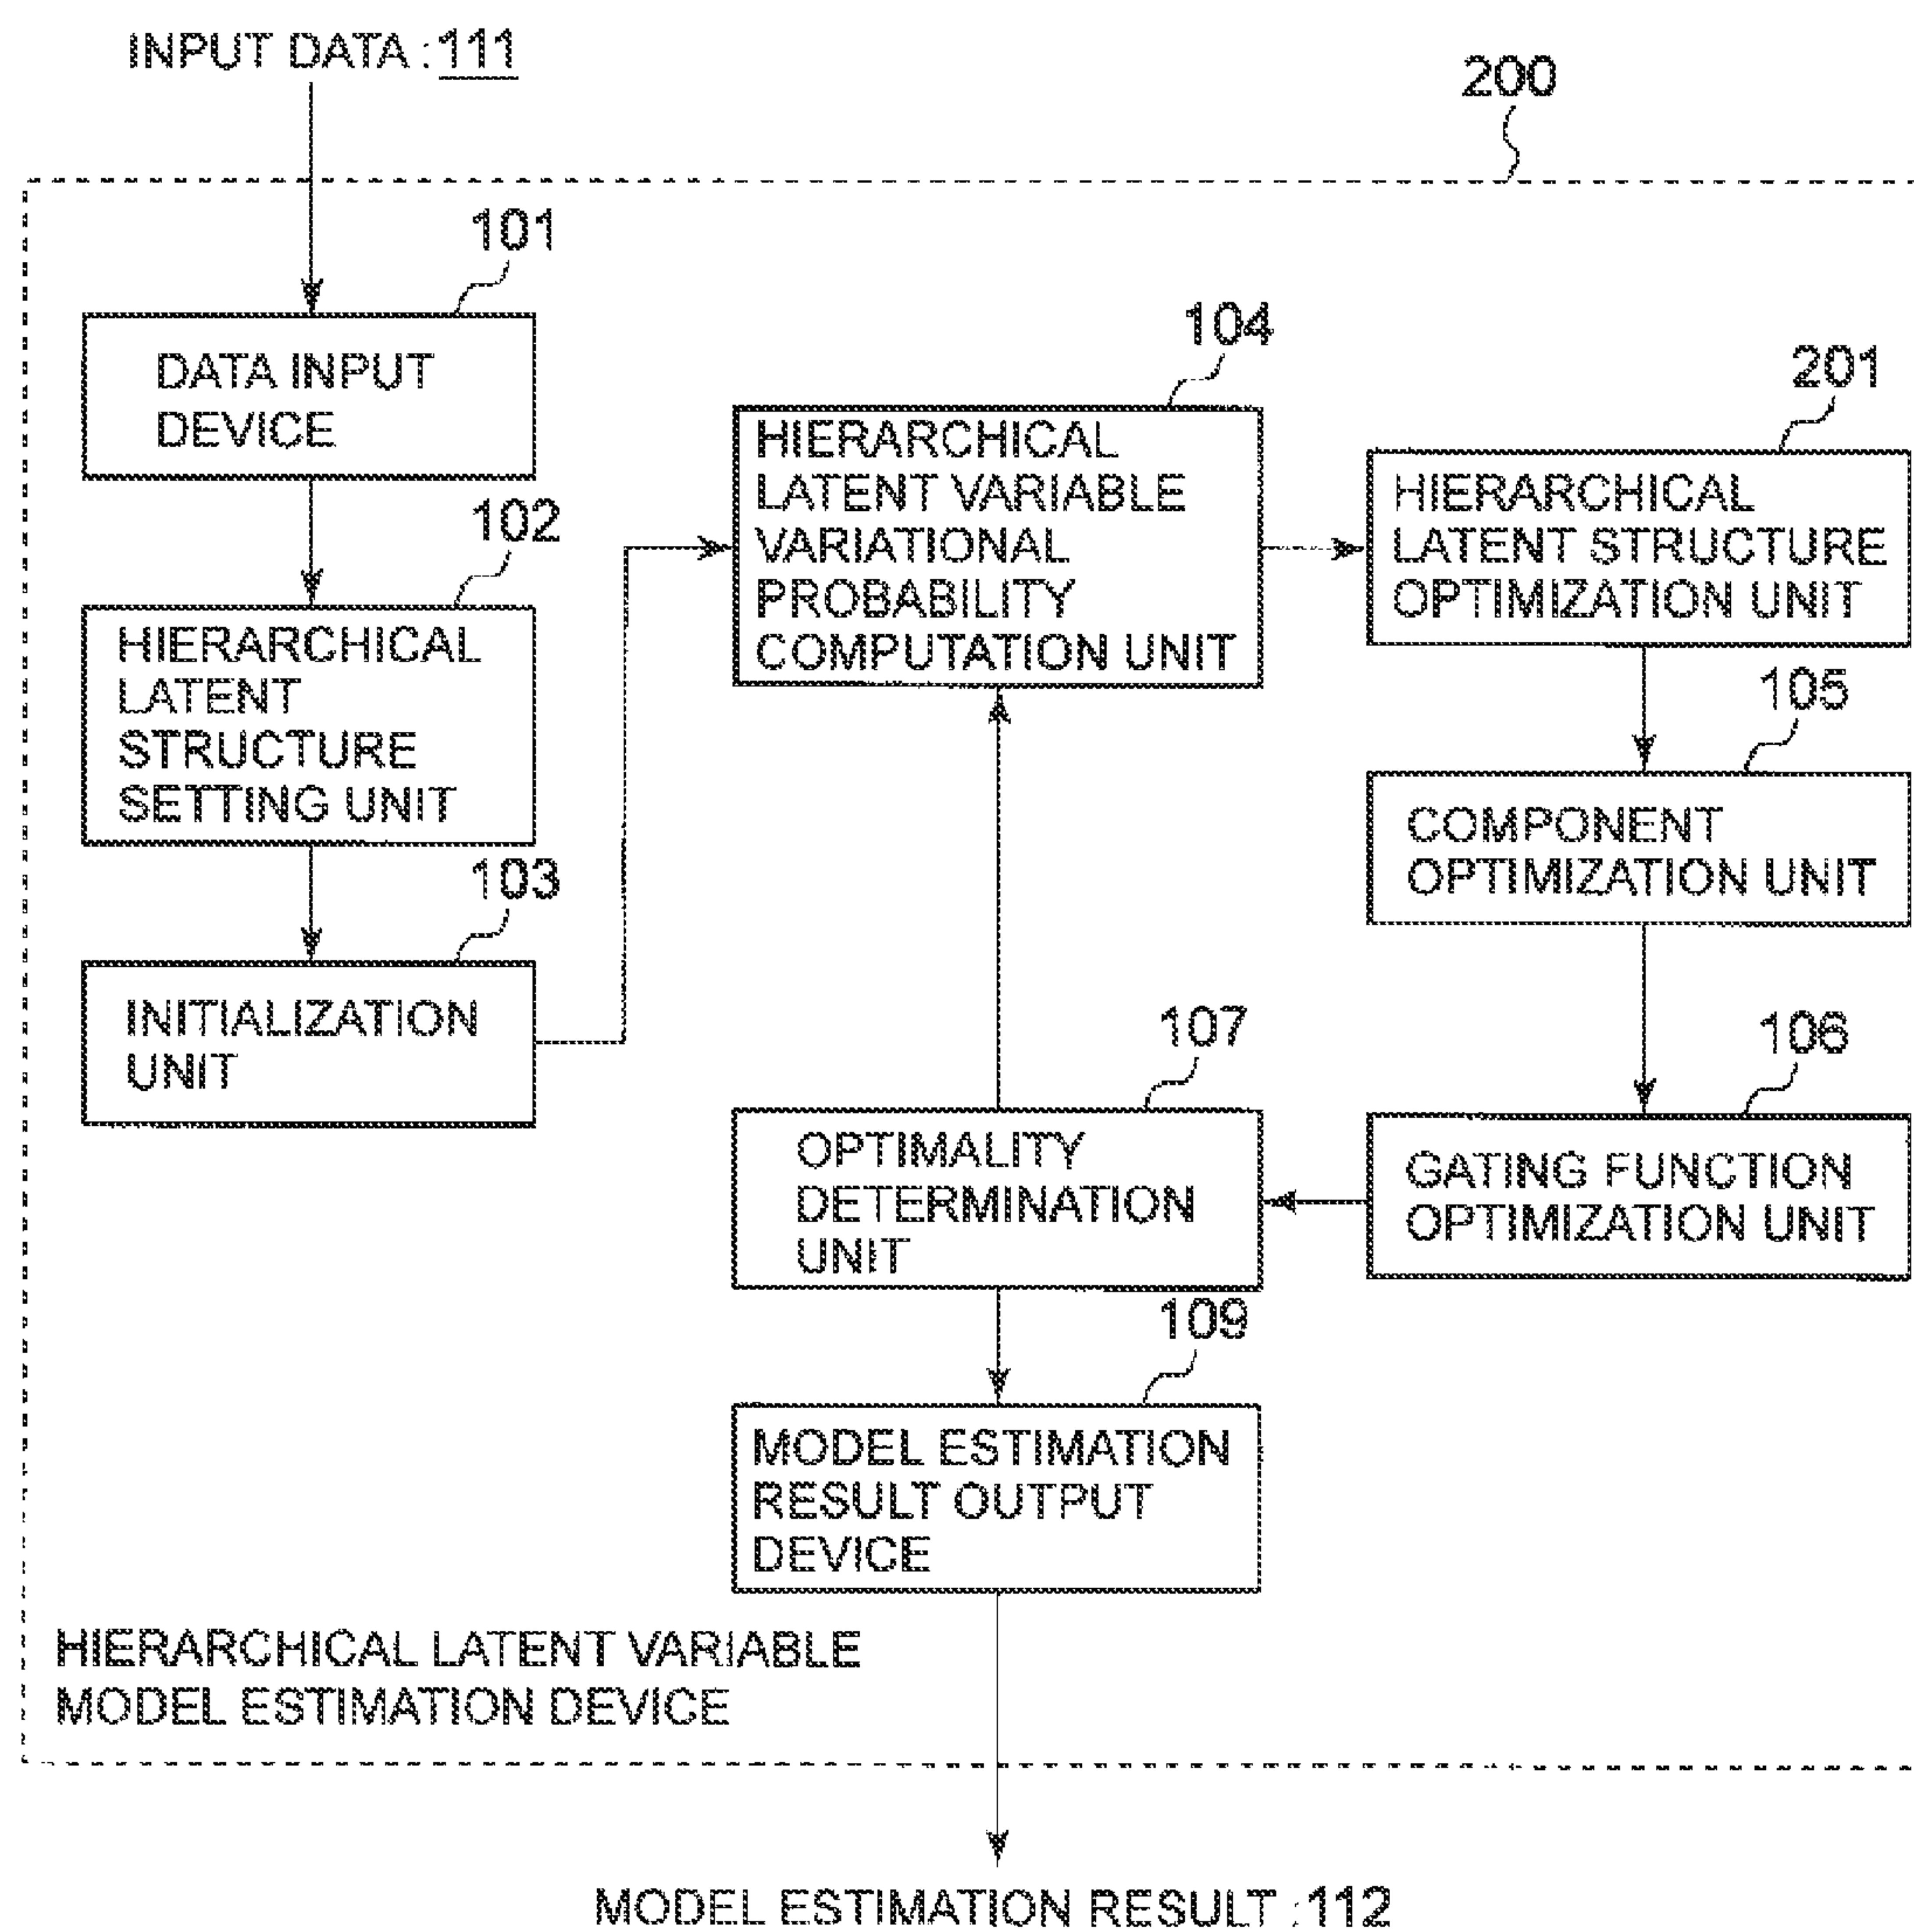 INPUT DATA : 111
200
101
DATA INPUT
DEVICE
102
HIERARCHICAL
LATENT
STRUCTURE
SETTING UNIT
103
INITIALIZATION
UNIT
104
HIERARCHICAL
LATENT VARIABLE
VARIATIONAL
PROBABILITY
COMPUTATION UNIT
201
HIERARCHICAL
LATENT STRUCTURE
OPTIMIZATION UNIT
105
COMPONENT
OPTIMIZATION UNIT
106
GATING FUNCTION
OPTIMIZATION UNIT
107
OPTIMALITY
DETERMINATION
UNIT
109
MODEL ESTIMATION
RESULT OUTPUT
DEVICE
HIERARCHICAL LATENT VARIABLE
MODEL ESTIMATION DEVICE
MODEL ESTIMATION RESULT : 112